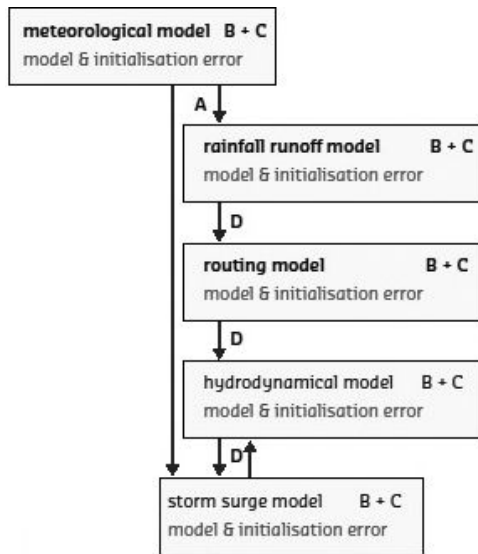 meteorological model B + C
model & initialisation error
A
rainfall runoff model B + C
model & initialisation error
D
routing model B + C
model & initialisation error
D
hydrodynamical model B + C
model & initialisation error
D
storm surge model B + C
model & initialisation error